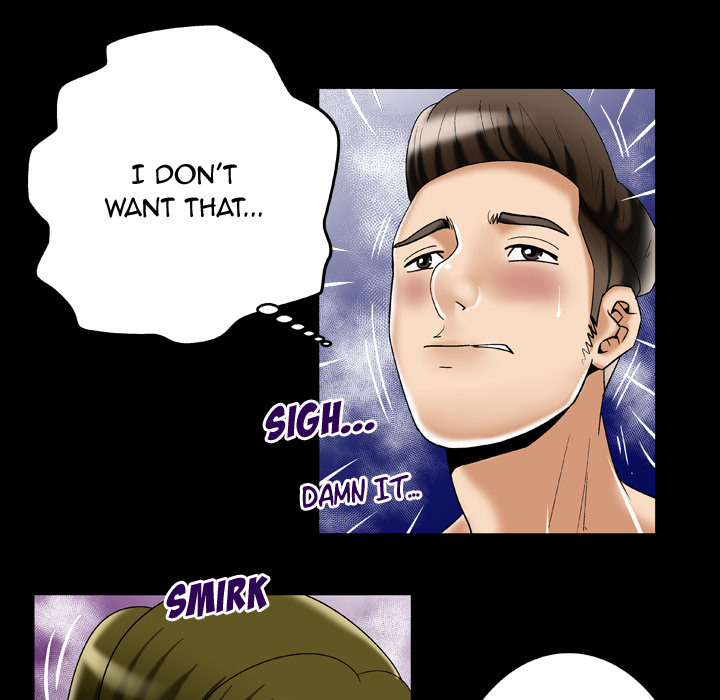 I DON'T
WANT THAT...
SIGH...
DAMN IT...
SMIRK